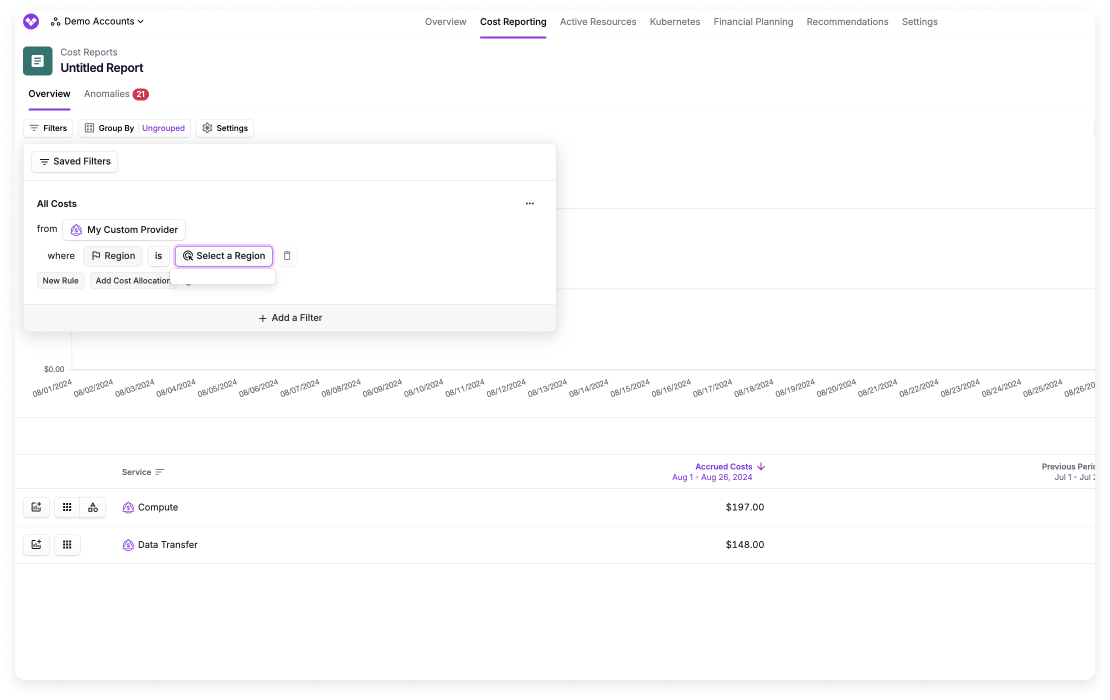 Demo Accounts
Overview Cost Reporting Active Resources Kubernetes Financial Planning Recommendations Settings
Cost Reports
Untitled Report
Overview Anomalies 21
Filters Group By Ungrouped Settings
Saved Filters
All Costs
from My Custom Provider
where Region is Select a Region
New Rule Add Cost Allocation
Add a Filter
$0.00
08/01/2024 08/02/2024 08/03/2024 08/04/2024 08/05/2024 08/06/2024 08/07/2024 08/08/2024 08/09/2024 08/10/2024 08/11/2024 08/12/2024 08/13/2024 08/14/2024 08/15/2024 08/16/2024 08/17/2024 08/18/2024 08/19/2024 08/20/2024 08/21/2024 08/22/2024 08/23/2024 08/24/2024 08/25/2024 08/26/20
Service Accrued Costs Previous Perio
Aug 1 - Aug 26, 2024 Jul 1 - Jul 2
Compute $197.00
Data Transfer $148.00